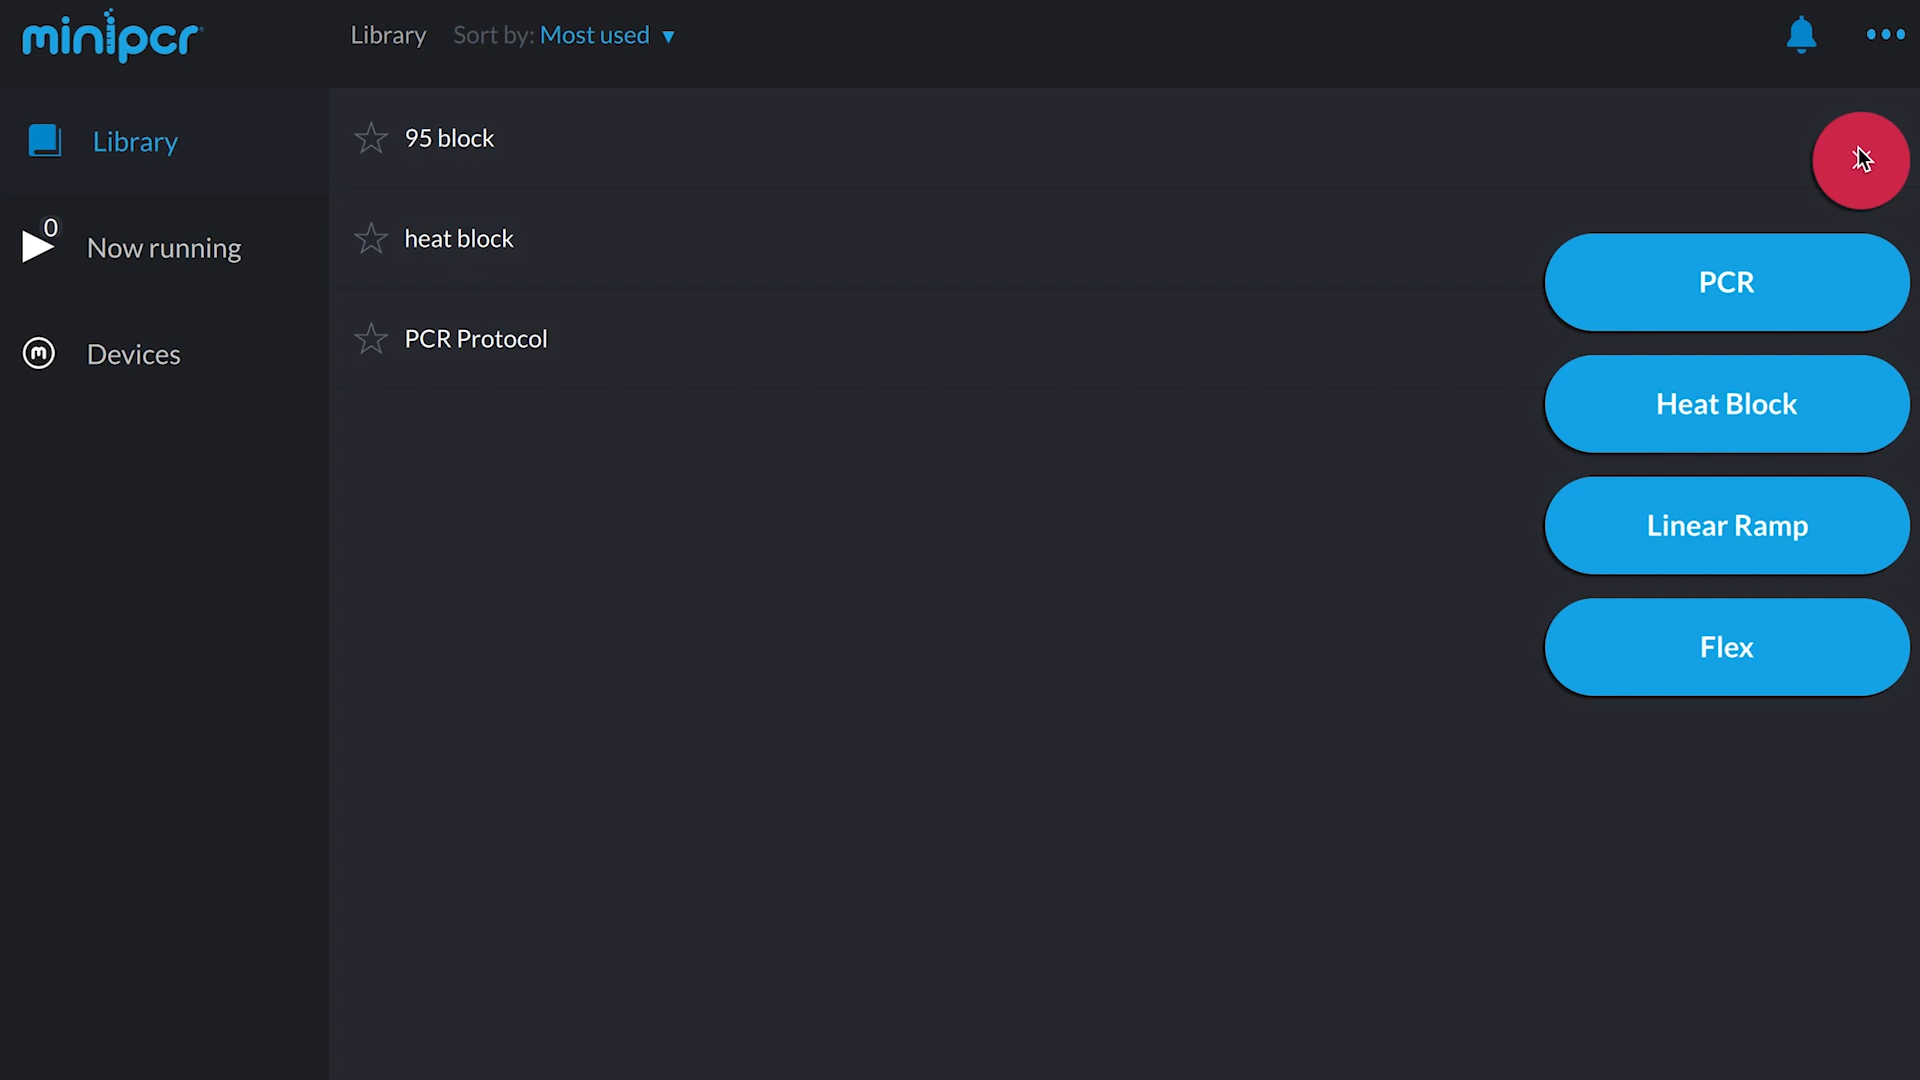 minipcr
Library Sort by: Most used ▼
Library
0
Now running
m Devices
95 block
heat block
PCR Protocol
PCR
Heat Block
Linear Ramp
Flex